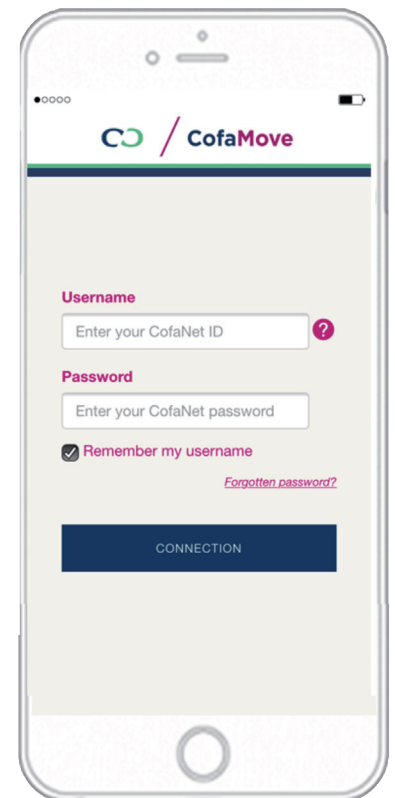 CofaMove
Username
Enter your CofaNet ID
?
Password
Enter your CofaNet password
Remember my username
Forgotten password?
CONNECTION